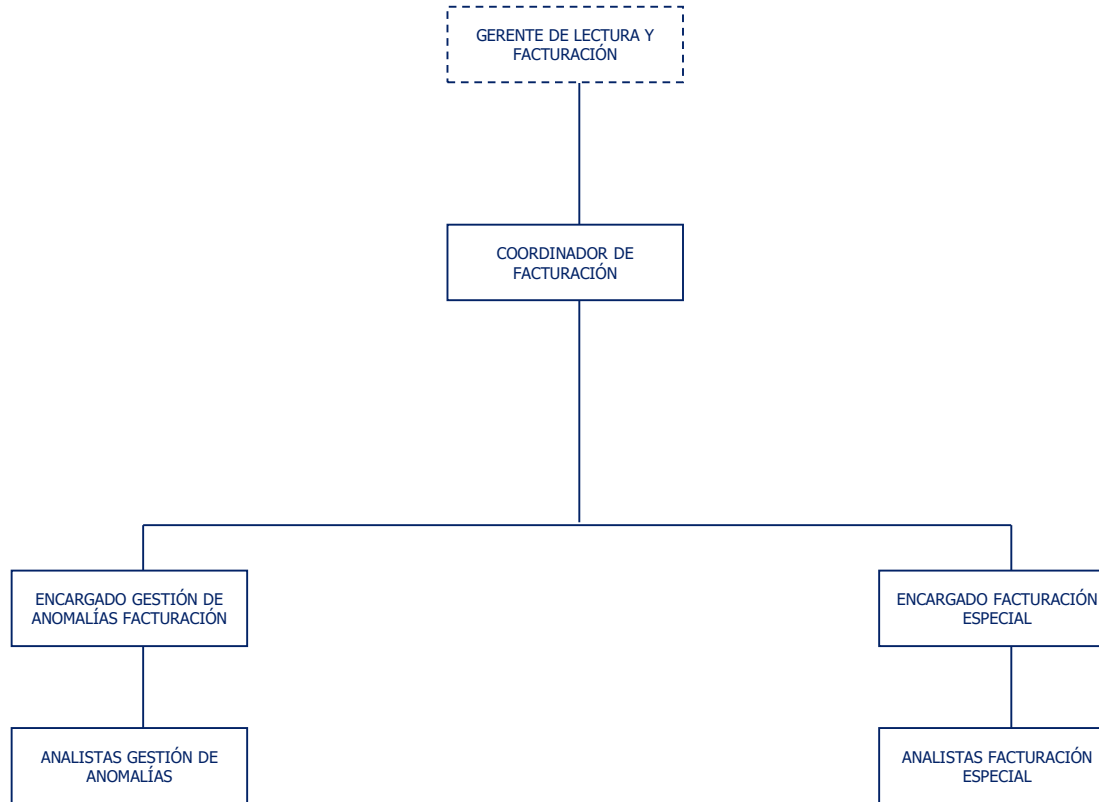 GERENTE DE LECTURA Y
FACTURACIÓN
COORDINADOR DE
FACTURACIÓN
ENCARGADO GESTIÓN DE
ANOMALÍAS FACTURACIÓN
ENCARGADO FACTURACIÓN
ESPECIAL
ANALISTAS GESTIÓN DE
ANOMALÍAS
ANALISTAS FACTURACIÓN
ESPECIAL